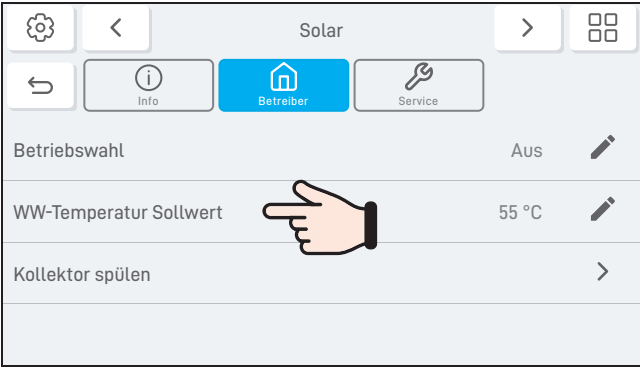 Solar
Info
Betreiber
Service
Betriebswahl Aus
WW-Temperatur Sollwert 55 °C
Kollektor spülen